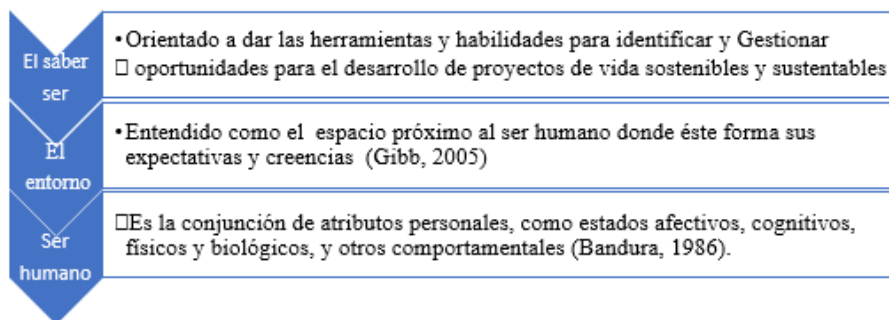 El saber
ser
•Orientado a dar las herramientas y habilidades para identificar y Gestionar
□ oportunidades para el desarrollo de proyectos de vida sostenibles y sustentables
El
entorno
•Entendido como el espacio próximo al ser humano donde éste forma sus
expectativas y creencias (Gibb, 2005)
Ser
humano
□Es la conjunción de atributos personales, como estados afectivos, cognitivos,
físicos y biológicos, y otros comportamentales (Bandura, 1986).